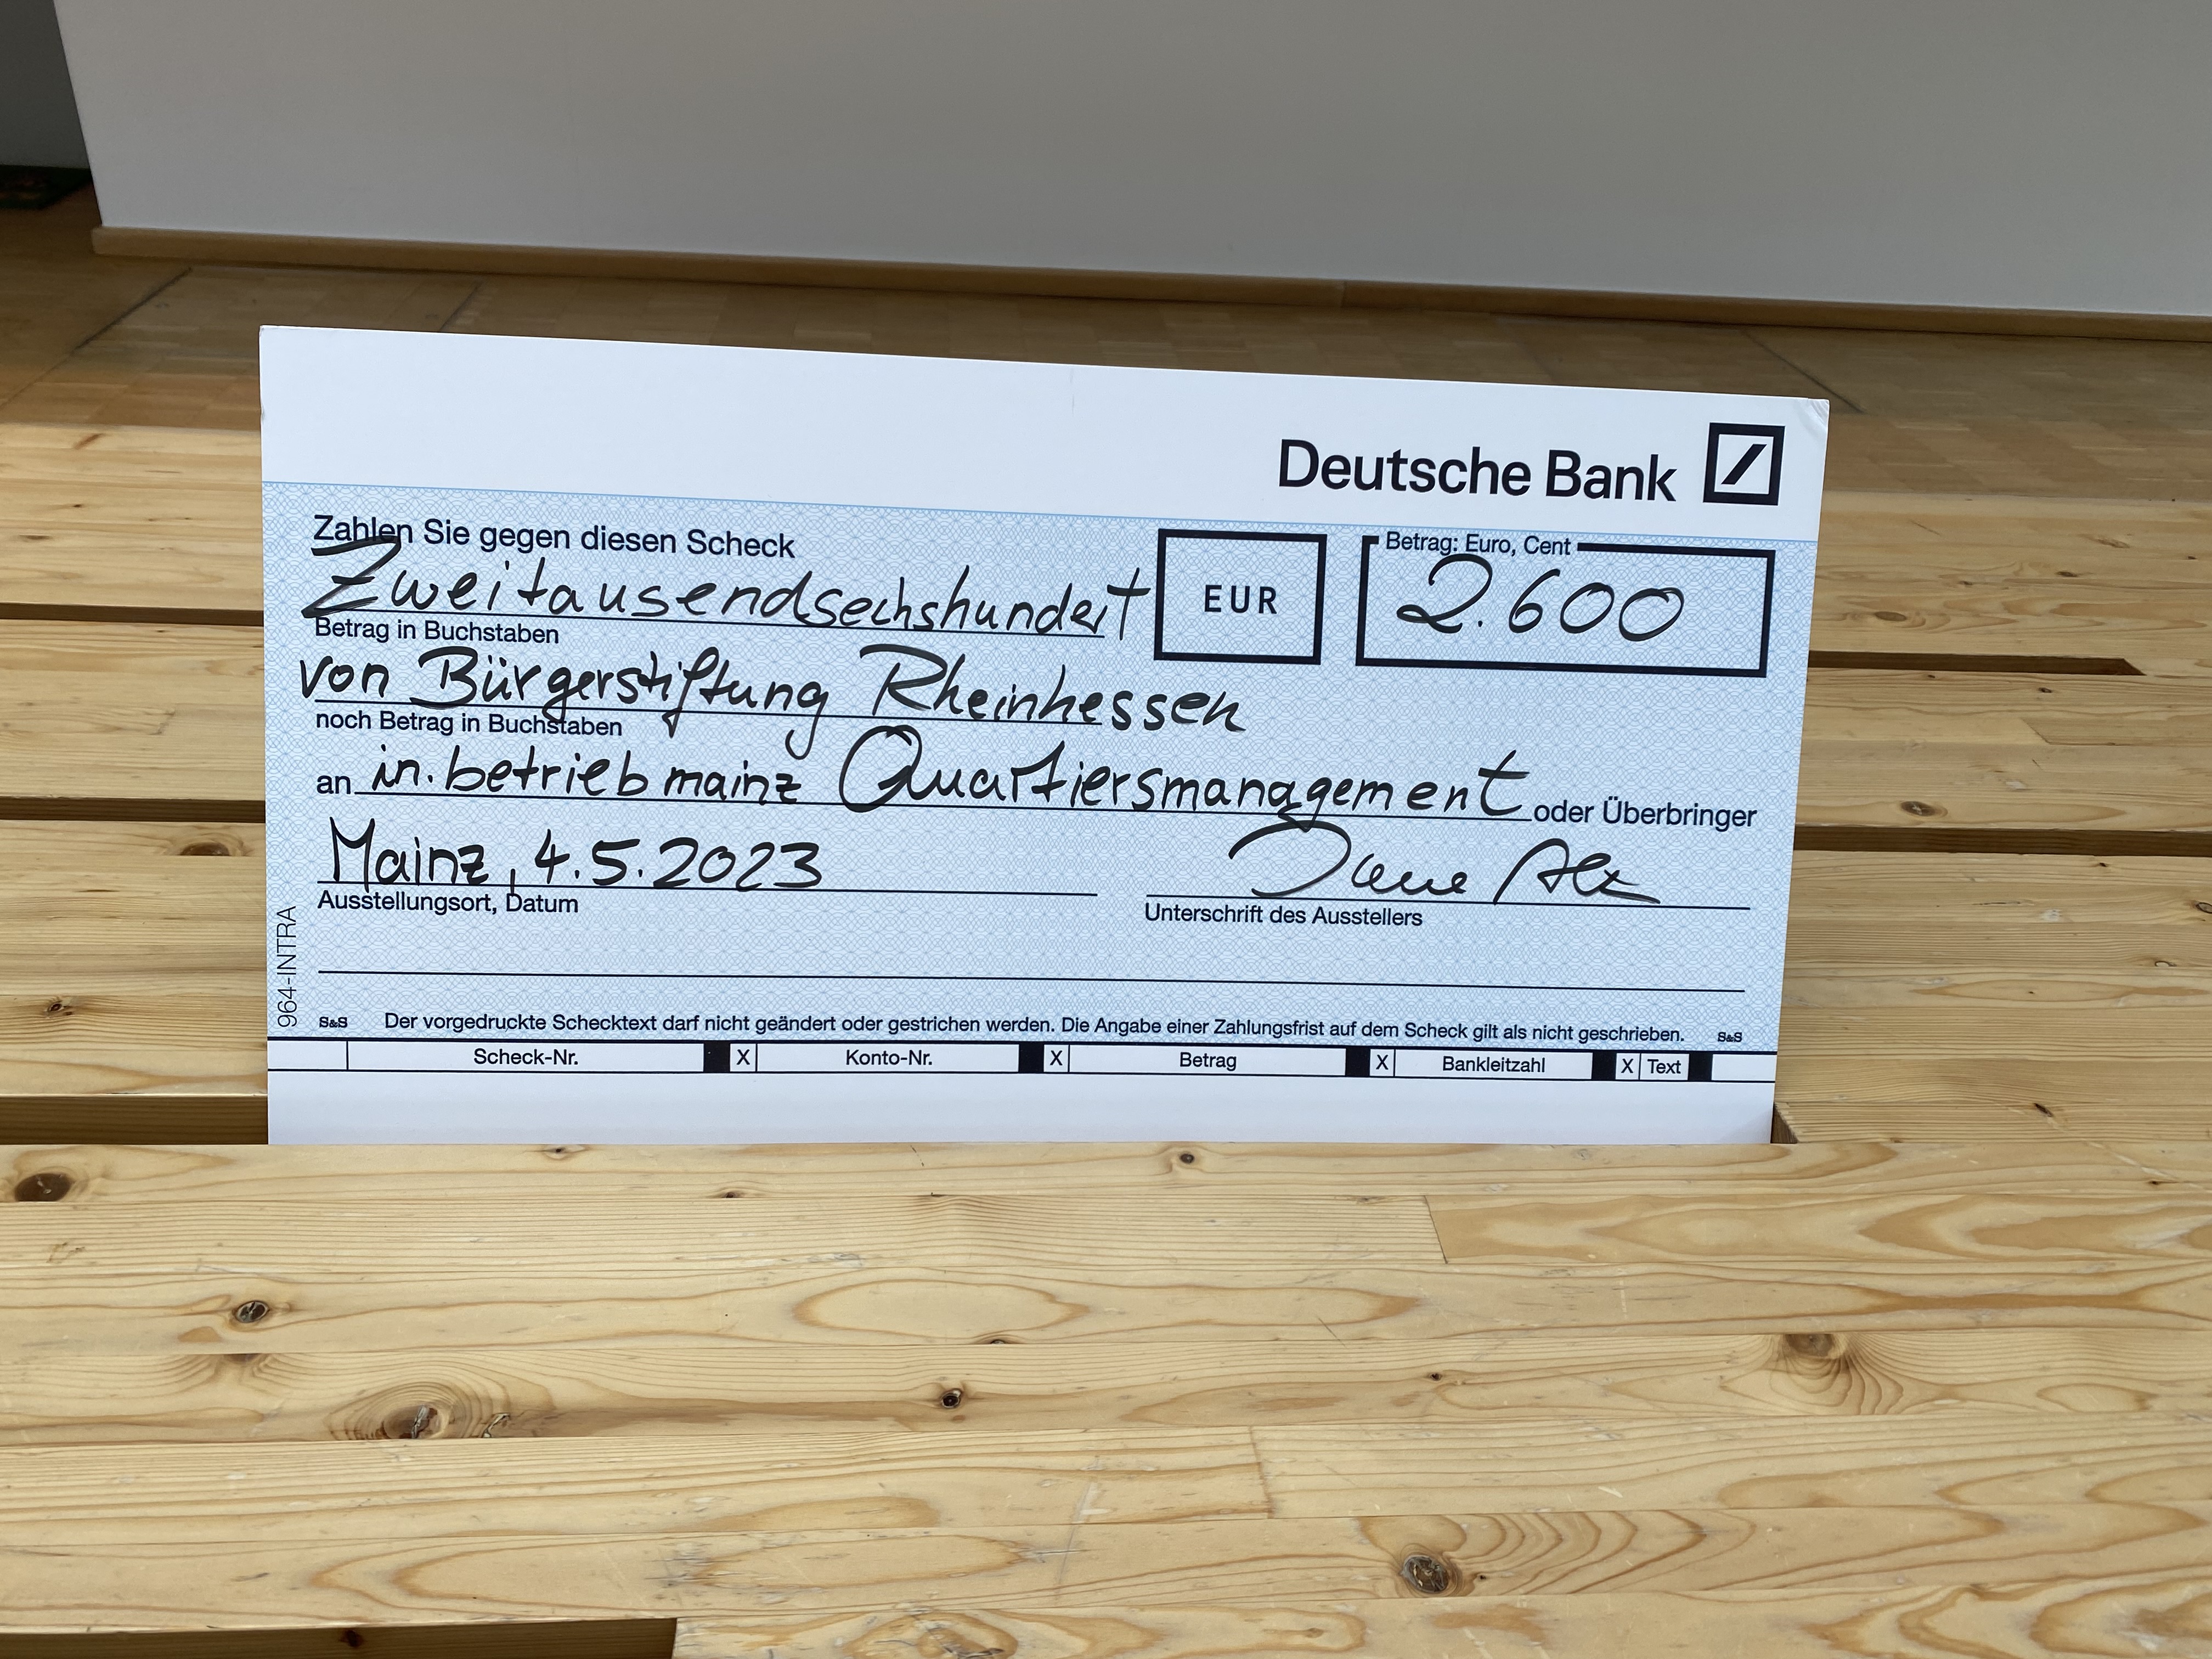 Deutsche Bank
Zahlen Sie gegen diesen Scheck
Zweitausendsechshundert
EUR
Betrag: Euro, Cent
2.600
Betrag in Buchstaben
von Bürgerstiftung Rheinhessen
noch Betrag in Buchstaben
an in.betrieb mainz Quartiersmanagement oder Überbringer
Mainz, 4.5.2023
Ausstellungsort, Datum
Unterschrift des Ausstellers
964-INTRA
S&S Der vorgedruckte Schecktext darf nicht geändert oder gestrichen werden. Die Angabe einer Zahlungsfrist auf dem Scheck gilt als nicht geschrieben. S&S
Scheck-Nr. X Konto-Nr. X Betrag X Bankleitzahl X Text